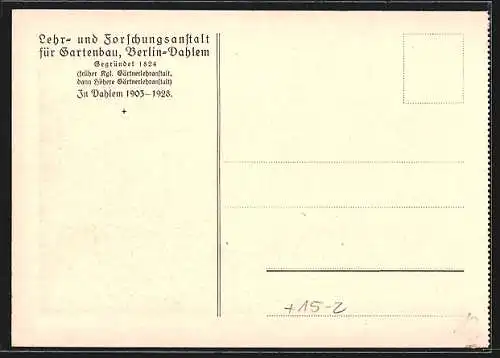 Lehr- und Forschungsanstalt
für Gartenbau, Berlin-Dahlem
Gegründet 1824
(früher Kgl. Gärtnerlehranstalt,
dann Höhere Gärtnerlehranstalt)
In Dahlem 1903–1928.
+
+15-2